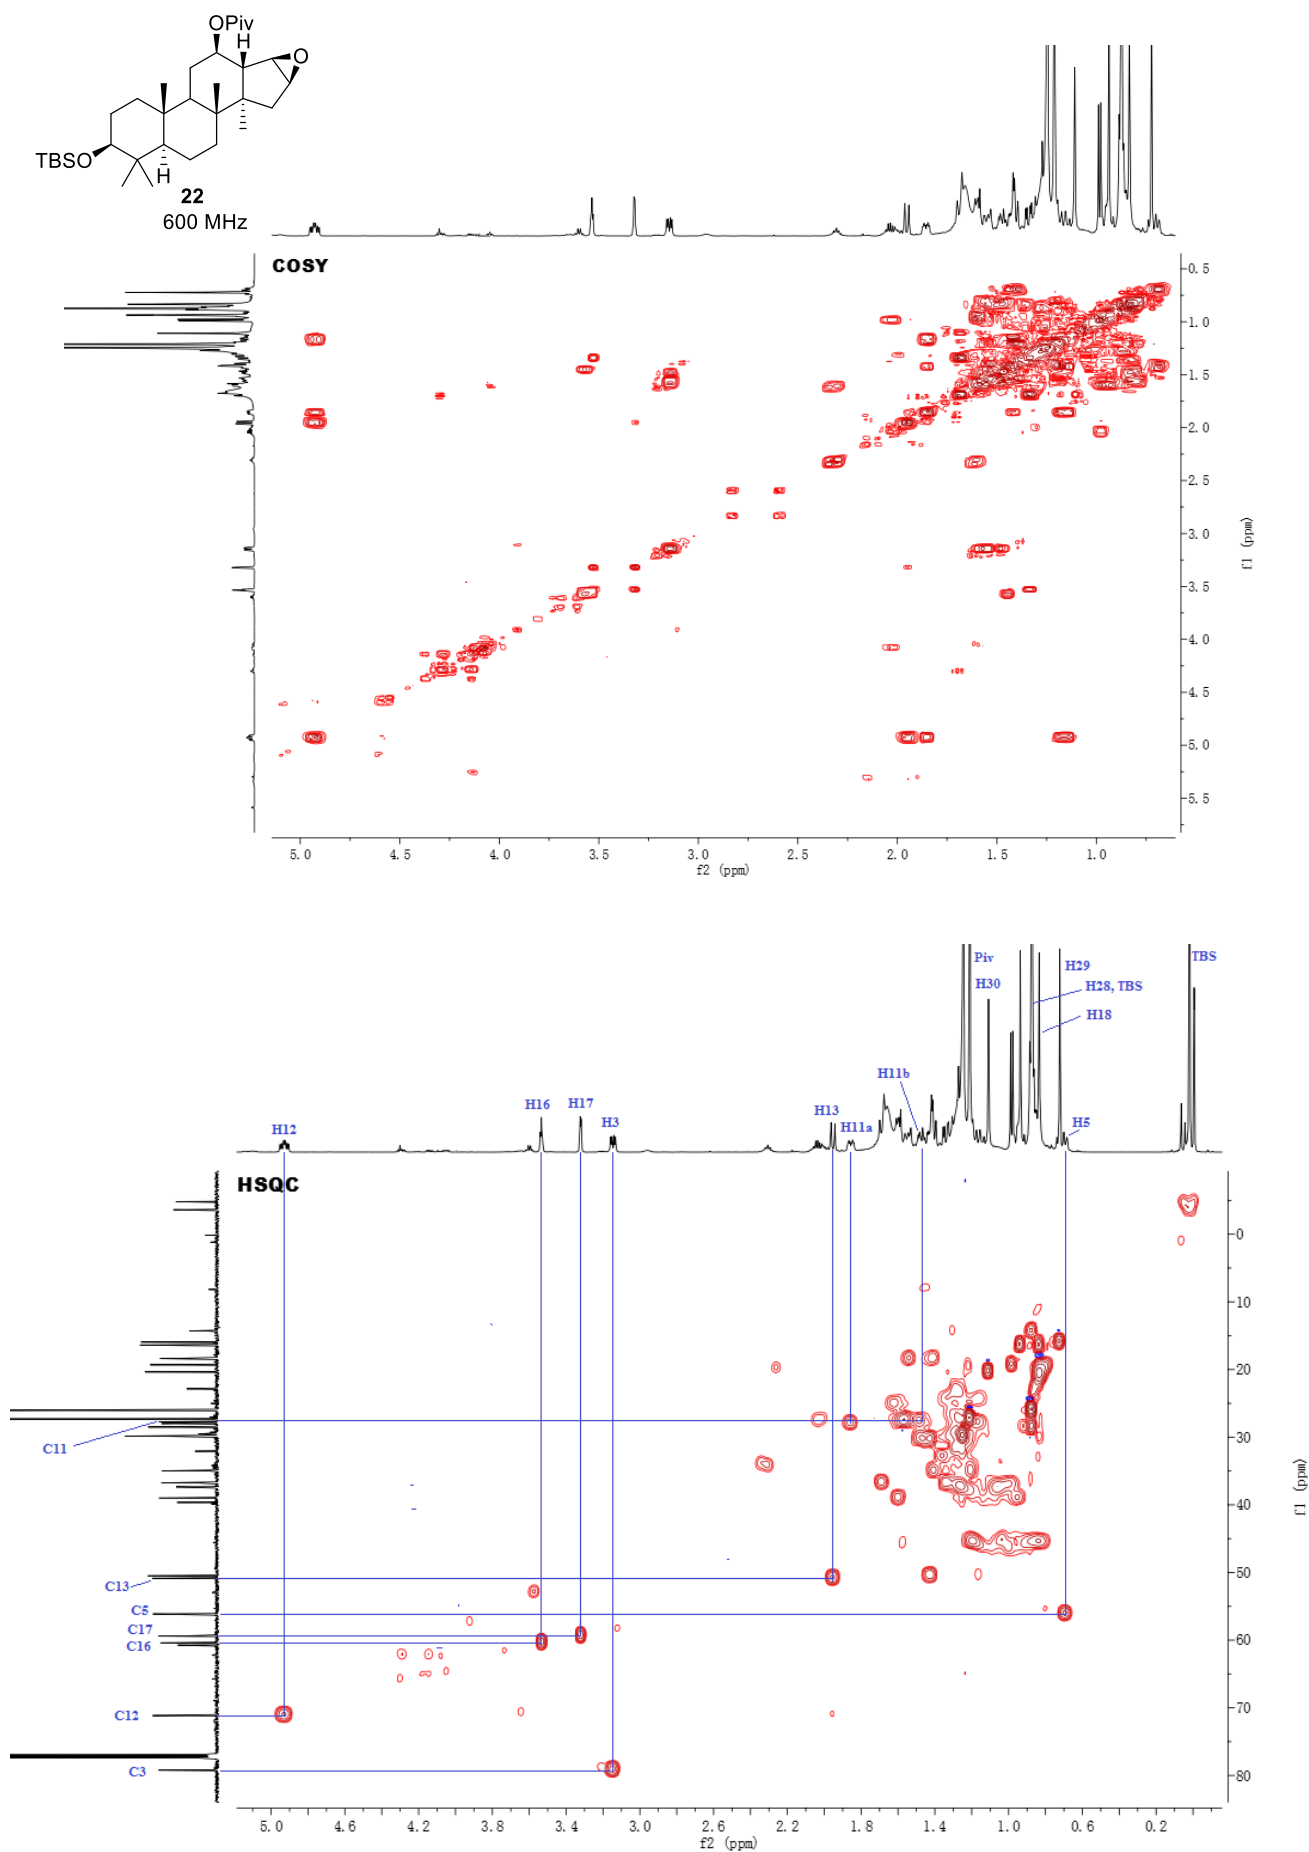 OPiv
H
O
TBSO
H
22
600 MHz
COSY
0.5
1.0
1.5
2.0
2.5
3.0
3.5
4.0
4.5
5.0
5.5
f1 (ppm)
5.0 4.5 4.0 3.5 3.0 2.5 2.0 1.5 1.0
f2 (ppm)
Piv
H30
H29
H28, TBS
H18
TBS
H11b
H12
H16
H17
H3
H13
H11a
H5
HSQC
C11
C13
C5
C17
C16
C12
C3
0
10
20
30
40
50
60
70
80
f1 (ppm)
5.0 4.6 4.2 3.8 3.4 3.0 2.6 2.2 1.8 1.4 1.0 0.6 0.2
f2 (ppm)